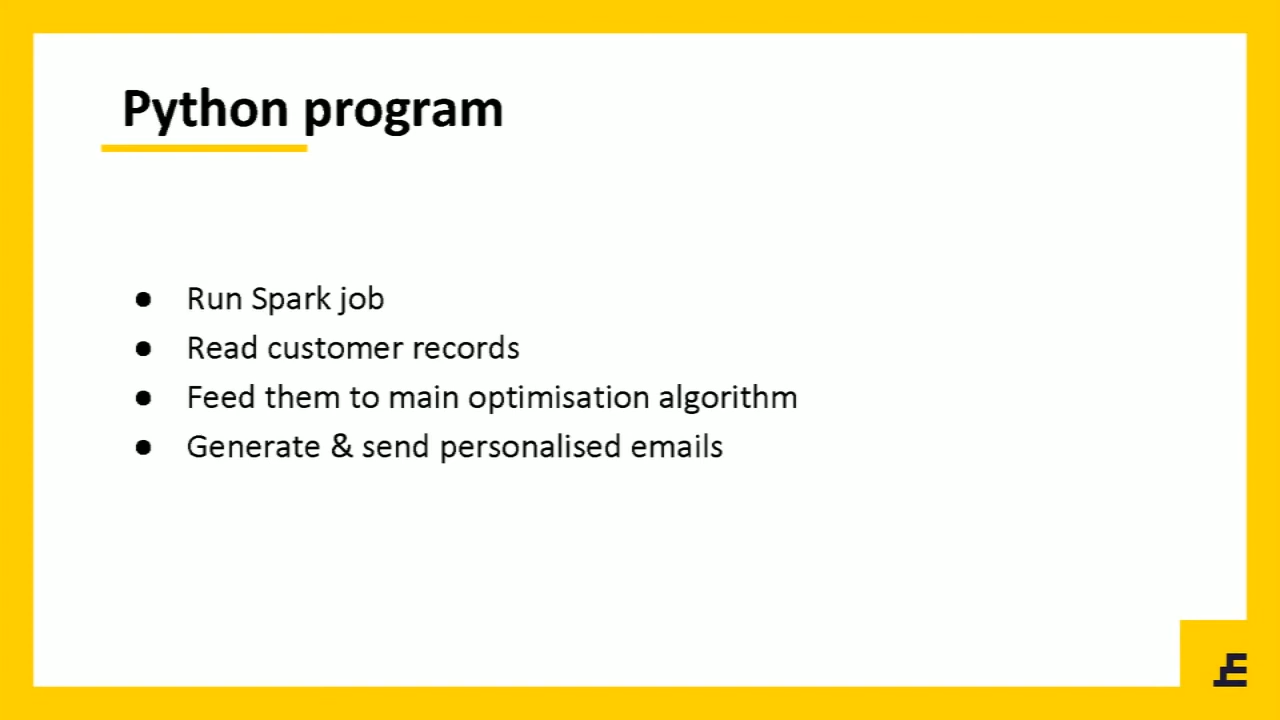 Python program
● Run Spark job
● Read customer records
● Feed them to main optimisation algorithm
● Generate & send personalised emails